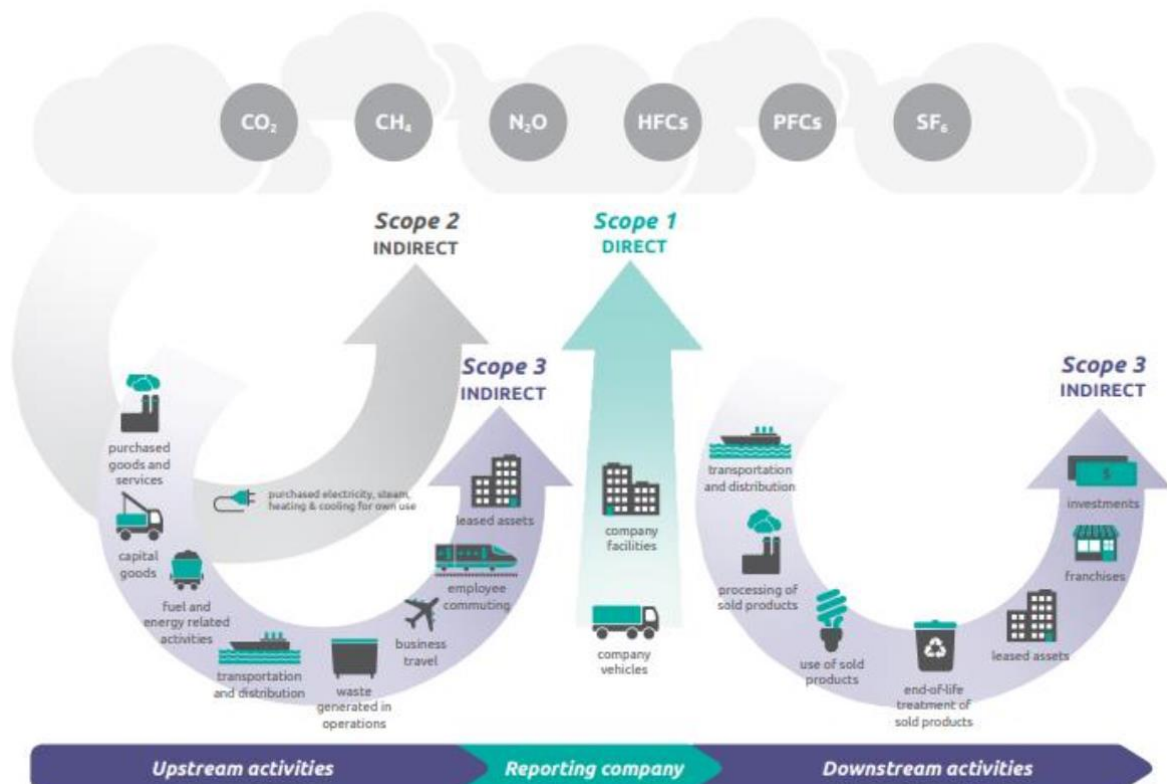 CO₂
CH₄
N₂O
HFCs
PFCs
SF₆
Scope 2
INDIRECT
Scope 1
DIRECT
Scope 3
INDIRECT
Scope 3
INDIRECT
purchased
goods and
services
capital
goods
fuel and
energy related
activities
purchased electricity, steam,
heating & cooling for own use
transportation
and distribution
waste
generated in
operations
business
travel
employee
commuting
leased assets
company
facilities
company
vehicles
transportation
and distribution
processing of
sold products
use of sold
products
end-of-life
treatment of
sold products
leased assets
franchises
$
investments
Upstream activities
Reporting company
Downstream activities